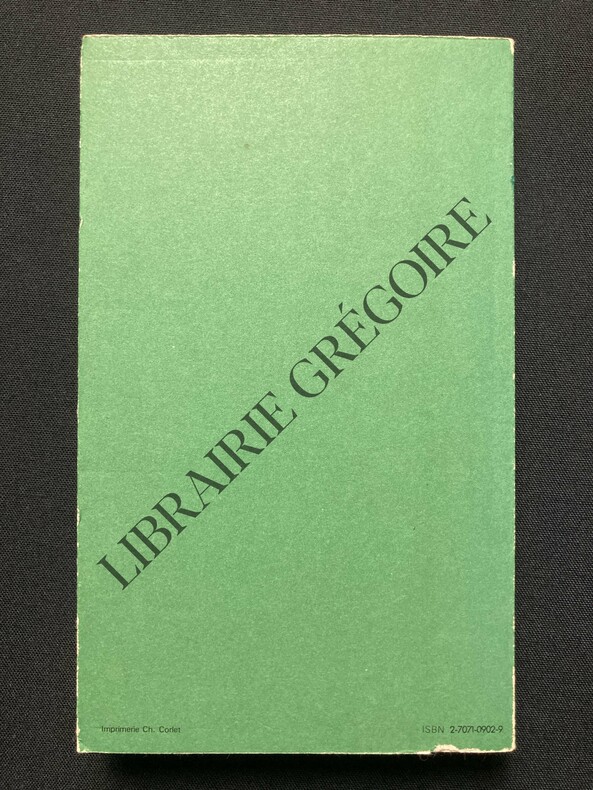 LIBRAIRIE GRÉGOIRE
Imprimerie Ch. Corlet
ISBN 2-7071-0902-9